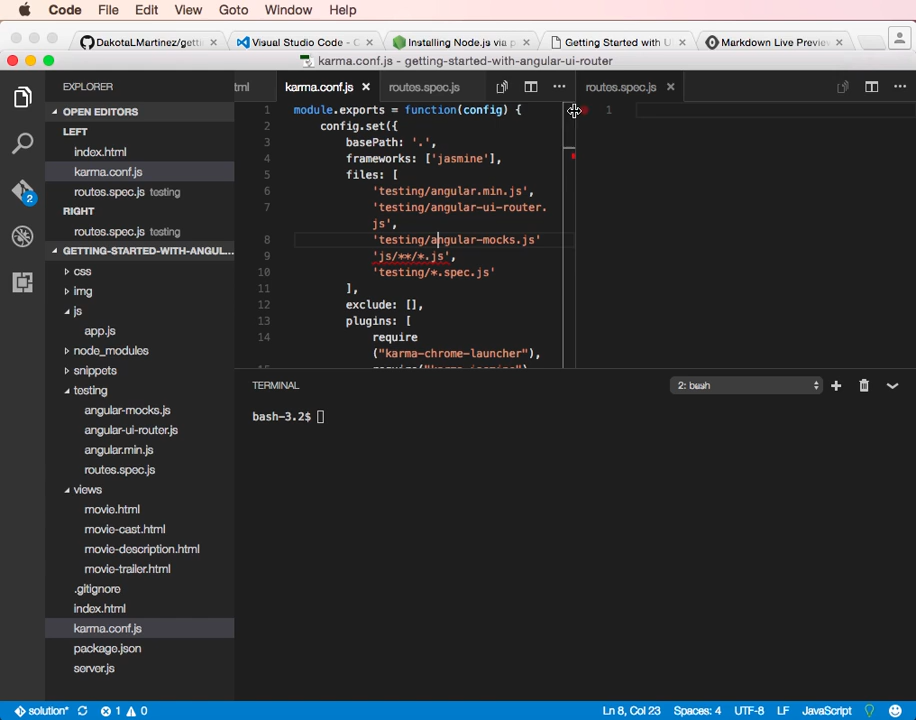 Code File Edit View Goto Window Help
DakotaLMartinez/getti
Visual Studio Code - C
Installing Node.js via p
Getting Started with U
Markdown Live Preview
karma.conf.js - getting-started-with-angular-ui-router
EXPLORER
OPEN EDITORS
LEFT
index.html
karma.conf.js
routes.spec.js testing
RIGHT
routes.spec.js testing
GETTING-STARTED-WITH-ANGUL...
css
img
js
app.js
node_modules
snippets
testing
angular-mocks.js
angular-ui-router.js
angular.min.js
routes.spec.js
views
movie.html
movie-cast.html
movie-description.html
movie-trailer.html
.gitignore
index.html
karma.conf.js
package.json
server.js
2
tml karma.conf.js routes.spec.js
1 module.exports = function(config) {
2 config.set({
3 basePath: '.',
4 frameworks: ['jasmine'],
5 files: [
6 'testing/angular.min.js',
7 'testing/angular-ui-router.
js',
8 'testing/angular-mocks.js'
9 'js/**/*.js',
10 'testing/*.spec.js'
11 ],
12 exclude: [],
13 plugins: [
14 require
("karma-chrome-launcher"),
routes.spec.js
1
TERMINAL
2: bash
bash-3.2$
solution* 1 0
Ln 8, Col 23 Spaces: 4 UTF-8 LF JavaScript